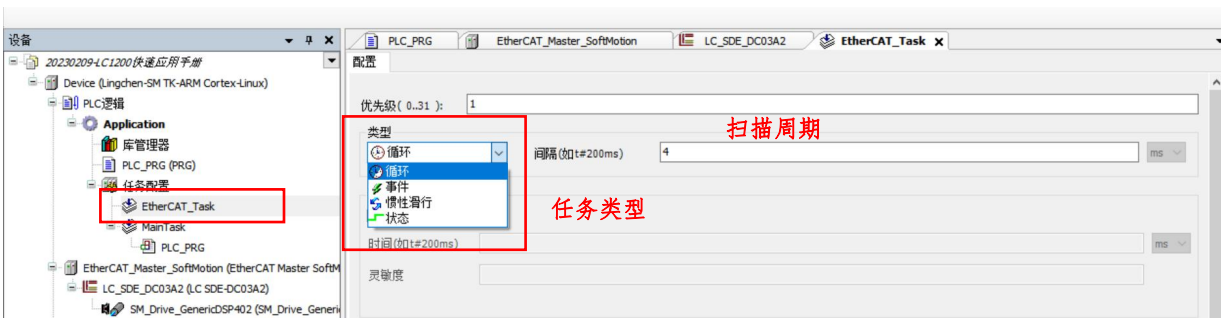 设备
PLC_PRG
EtherCAT_Master_SoftMotion
LC_SDE_DC03A2
EtherCAT_Task
20230209-LC1200快速应用手册
Device (Lingchen-SM TK-ARM Cortex-Linux)
PLC逻辑
Application
库管理器
PLC_PRG (PRG)
任务配置
EtherCAT_Task
MainTask
PLC_PRG
EtherCAT_Master_SoftMotion (EtherCAT Master SoftM
LC_SDE_DC03A2 (LC SDE-DC03A2)
SM_Drive_GenericDSP402 (SM_Drive_Generi
配置
优先级( 0..31 ): 1
类型
扫描周期
循环 间隔(如t#200ms) 4 ms
循环
事件
惯性滑行
状态
任务类型
时间(如t#200ms) ms
灵敏度